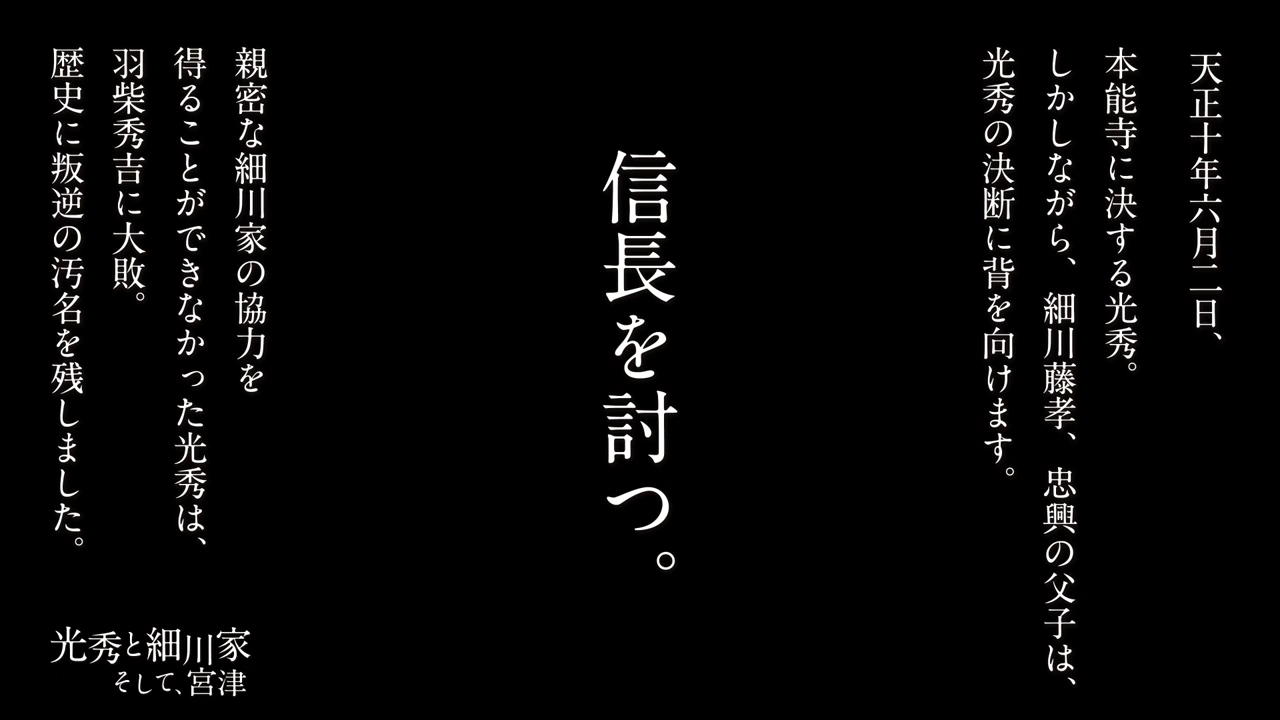 天正十年六月二日、
本能寺に決する光秀。
しかしながら、細川藤孝、忠興の父子は、
光秀の決断に背を向けます。
信長を討つ。
親密な細川家の協力を
得ることができなかった光秀は、
羽柴秀吉に大敗。
歴史に叛逆の汚名を残しました。
光秀と細川家
そして、宮津